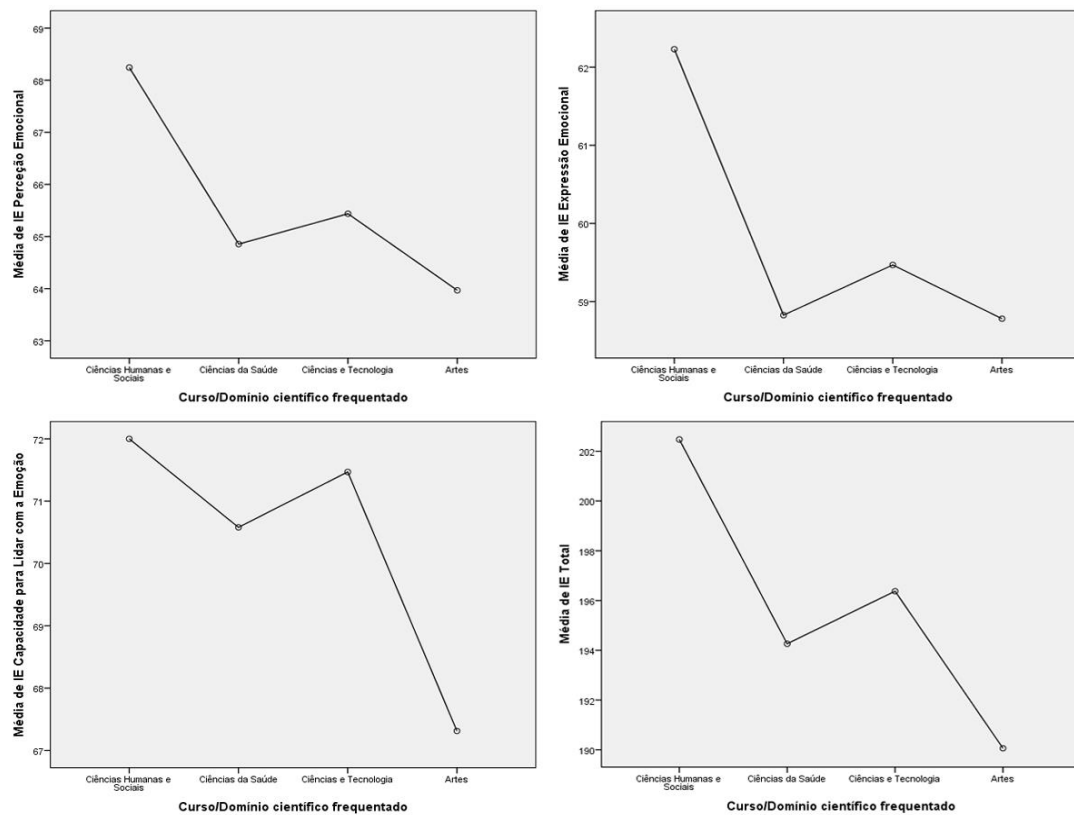 Média de IE Perceção Emocional
69
68
67
66
65
64
63
Ciências Humanas e
Sociais
Ciências da Saúde
Ciências e Tecnologia
Artes
Curso/Domínio científico frequentado
Média de IE Expressão Emocional
62
61
60
59
Ciências Humanas e
Sociais
Ciências da Saúde
Ciências e Tecnologia
Artes
Curso/Domínio científico frequentado
Média de IE Capacidade para Lidar com a Emoção
72
71
70
69
68
67
Ciências Humanas e
Sociais
Ciências da Saúde
Ciências e Tecnologia
Artes
Curso/Domínio científico frequentado
Média de IE Total
202
200
198
196
194
192
190
Ciências Humanas e
Sociais
Ciências da Saúde
Ciências e Tecnologia
Artes
Curso/Domínio científico frequentado